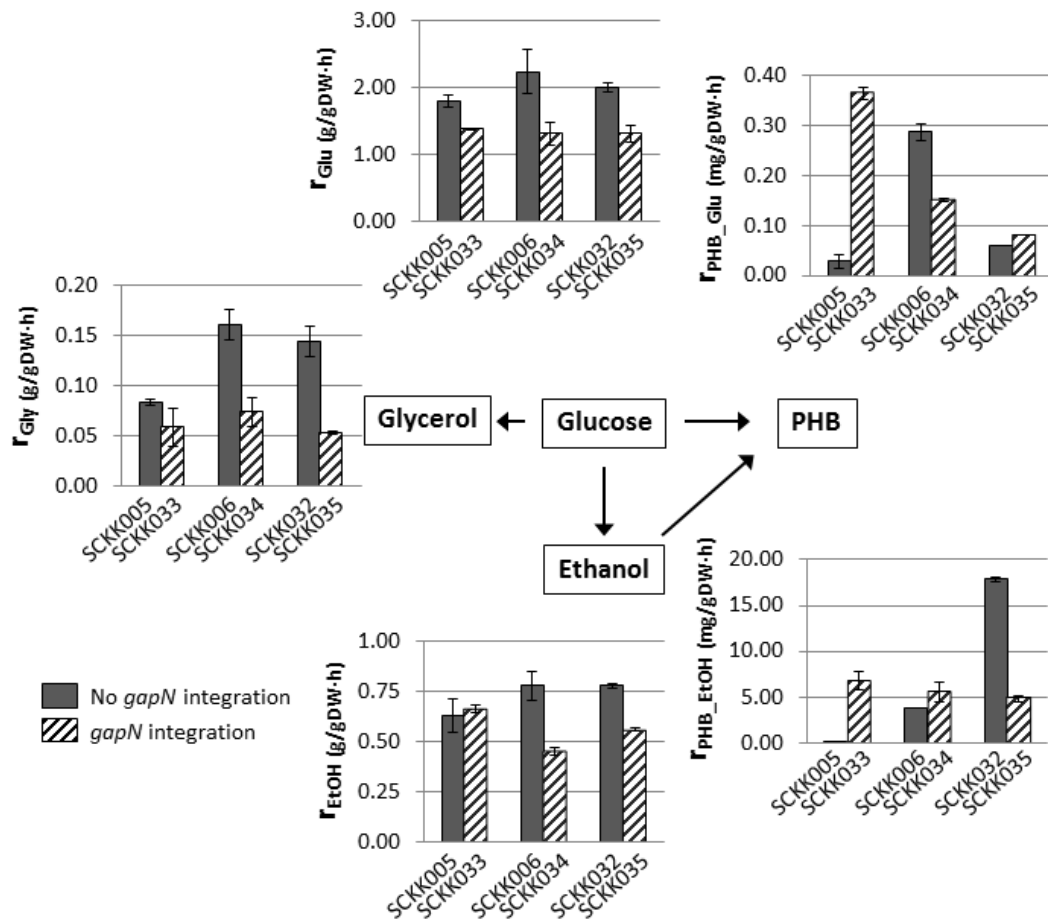 3.00
2.00
1.00
0.00
rGlu (g/gDW·h)
SCKK005
SCKK033
SCKK006
SCKK034
SCKK032
SCKK035
0.40
0.30
0.20
0.10
0.00
rPHB_Glu (mg/gDW·h)
SCKK005
SCKK033
SCKK006
SCKK034
SCKK032
SCKK035
0.20
0.15
0.10
0.05
0.00
rGly (g/gDW·h)
SCKK005
SCKK033
SCKK006
SCKK034
SCKK032
SCKK035
Glycerol
Glucose
PHB
Ethanol
20.00
15.00
10.00
5.00
0.00
rPHB_EtOH (mg/gDW·h)
SCKK005
SCKK033
SCKK006
SCKK034
SCKK032
SCKK035
No gapN integration
gapN integration
1.00
0.75
0.50
0.25
0.00
rEtOH (g/gDW·h)
SCKK005
SCKK033
SCKK006
SCKK034
SCKK032
SCKK035